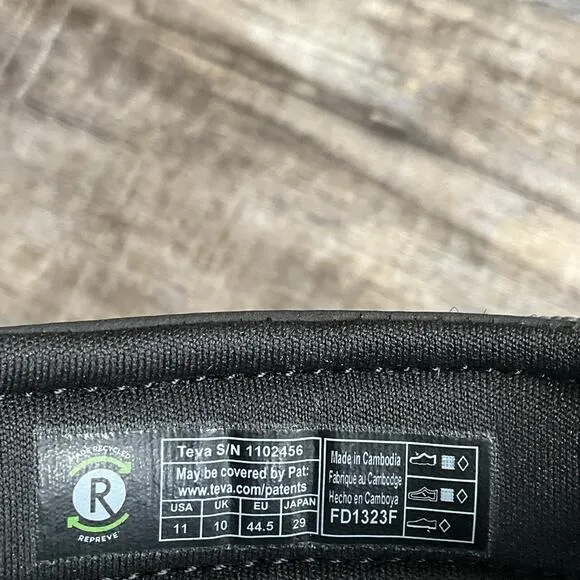 MADE RECYCLED
R
REPREVE
Teva S/N 1102456
May be covered by Pat:
www.teva.com/patents
USA UK EU JAPAN
11 10 44.5 29
Made in Cambodia
Fabriqué au Cambodge
Hecho en Camboya
FD1323F